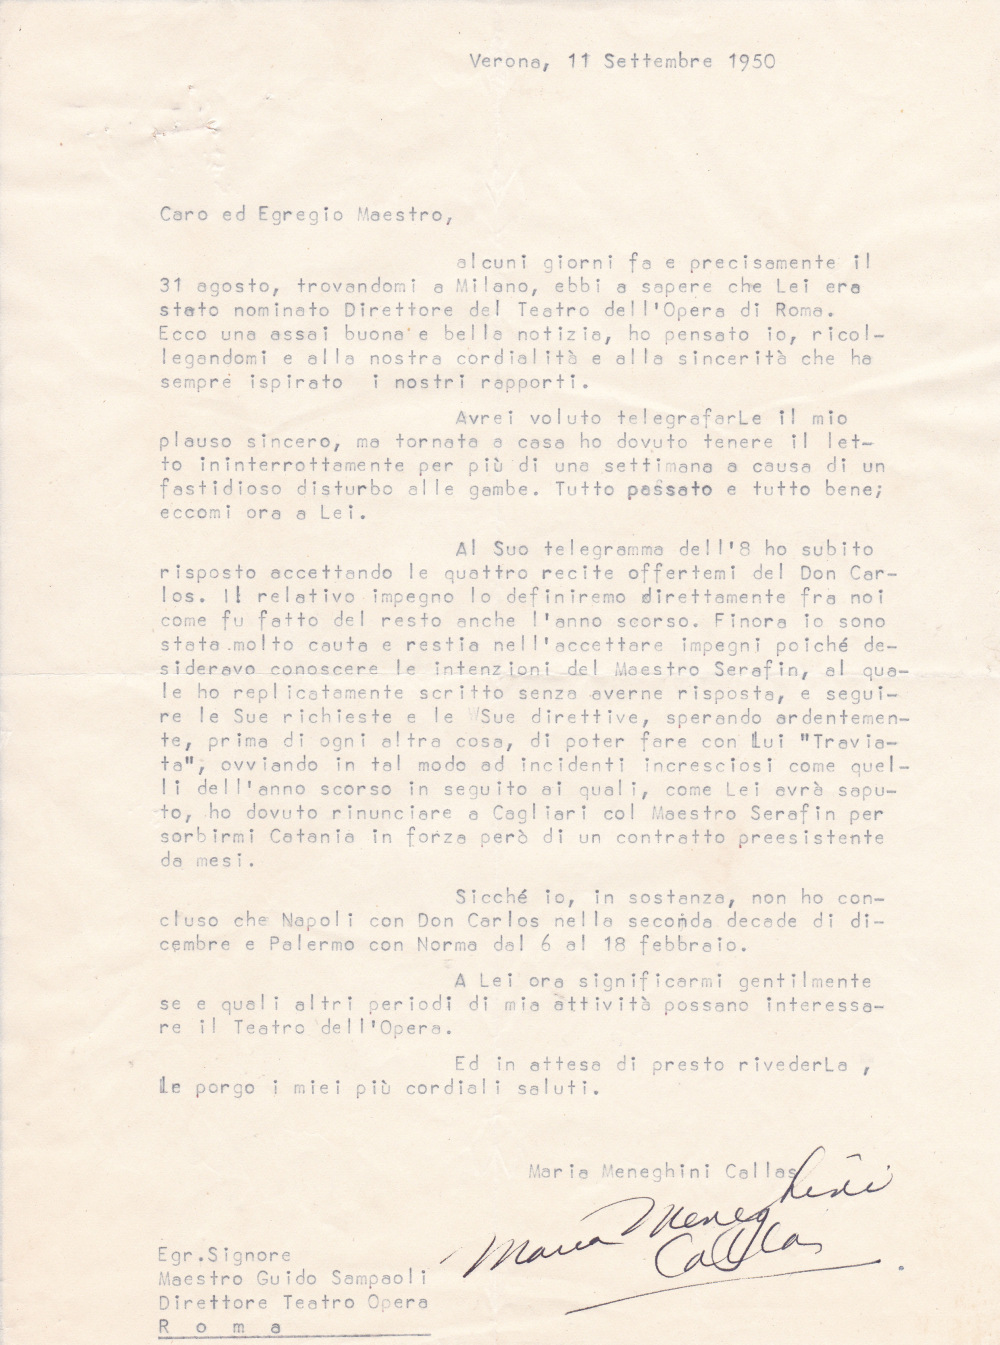 Verona, 11 Settembre 1950
Caro ed Egregio Maestro,
alcuni giorni fa e precisamente il
31 agosto, trovandomi a Milano, ebbi a sapere che Lei era
stato nominato Direttore del Teatro dell'Opera di Roma.
Ecco una assai buona e bella notizia, ho pensato io, ricol-
legandomi e alla nostra cordialità e alla sincerità che ha
sempre ispirato i nostri rapporti.
Avrei voluto telegrafarLe il mio
plauso sincero, ma tornata a casa ho dovuto tenere il let-
to ininterrottamente per più di una settimana a causa di un
fastidioso disturbo alle gambe. Tutto passato e tutto bene;
eccomi ora a Lei.
Al Suo telegramma dell'8 ho subito
risposto accettando le quattro recite offertemi del Don Car-
los. Il relativo impegno lo definiremo direttamente fra noi
come fu fatto del resto anche l'anno scorso. Finora io sono
stata molto cauta e restia nell'accettare impegni poiché de-
sideravo conoscere le intenzioni del Maestro Serafin, al qua-
le ho replicatamente scritto senza averne risposta, e segui-
re le Sue richieste e le Sue direttive, sperando ardentemen-
te, prima di ogni altra cosa, di poter fare con Lui "Travia-
ta", ovviando in tal modo ad incidenti incresciosi come quel-
li dell'anno scorso in seguito ai quali, come Lei avrà sapu-
to, ho dovuto rinunciare a Cagliari col Maestro Serafin per
sorbirmi Catania in forza però di un contratto preesistente
da mesi.
Sicché io, in sostanza, non ho con-
cluso che Napoli con Don Carlos nella seconda decade di di-
cembre e Palermo con Norma dal 6 al 18 febbraio.
A Lei ora significarmi gentilmente
se e quali altri periodi di mia attività possano interessa-
re il Teatro dell'Opera.
Ed in attesa di presto rivederLa ,
Le porgo i miei più cordiali saluti.
Maria Meneghini Callas
Maria Meneghini
Callas
Egr.Signore
Maestro Guido Sampaoli
Direttore Teatro Opera
R o m a